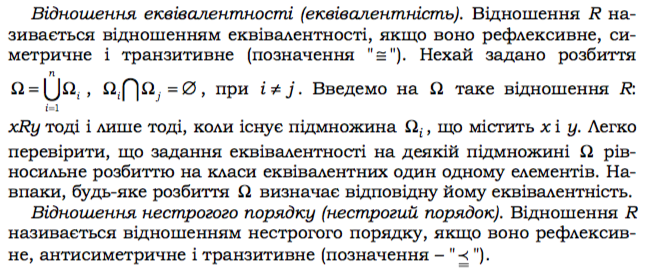 Відношення еквівалентності (еквівалентність). Відношення R на-
зивається відношенням еквівалентності, якщо воно рефлексивне, си-
метричне і транзитивне (позначення "≅"). Нехай задано розбиття
Ω = ⋃ⁿᵢ₌₁ Ωᵢ , Ωᵢ⋂Ωⱼ = ∅ , при i ≠ j . Введемо на Ω таке відношення R:
xRy тоді і лише тоді, коли існує підмножина Ωᵢ , що містить x і y. Легко
перевірити, що задання еквівалентності на деякій підмножині Ω рів-
носильне розбиттю на класи еквівалентних один одному елементів. На-
впаки, будь-яке розбиття Ω визначає відповідну йому еквівалентність.
Відношення нестрогого порядку (нестрогий порядок). Відношення R
називається відношенням нестрогого порядку, якщо воно рефлексив-
не, антисиметричне і транзитивне (позначення – "≼").